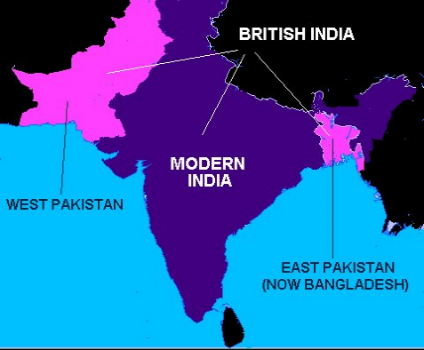 BRITISH INDIA
MODERN
INDIA
WEST PAKISTAN
EAST PAKISTAN
(NOW BANGLADESH)